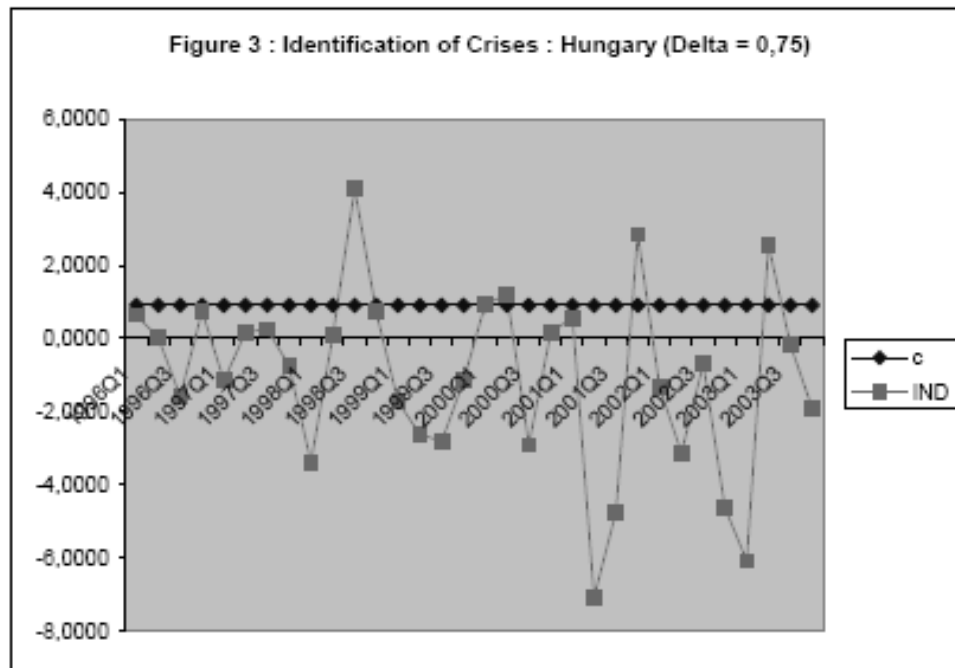 Figure 3 : Identification of Crises : Hungary (Delta = 0,75)
6,0000
4,0000
2,0000
0,0000
-2,0000
-4,0000
-6,0000
-8,0000
1996Q1
1996Q3
1997Q1
1997Q3
1998Q1
1998Q3
1999Q1
1999Q3
2000Q1
2000Q3
2001Q1
2001Q3
2002Q1
2002Q3
2003Q1
2003Q3
c
IND